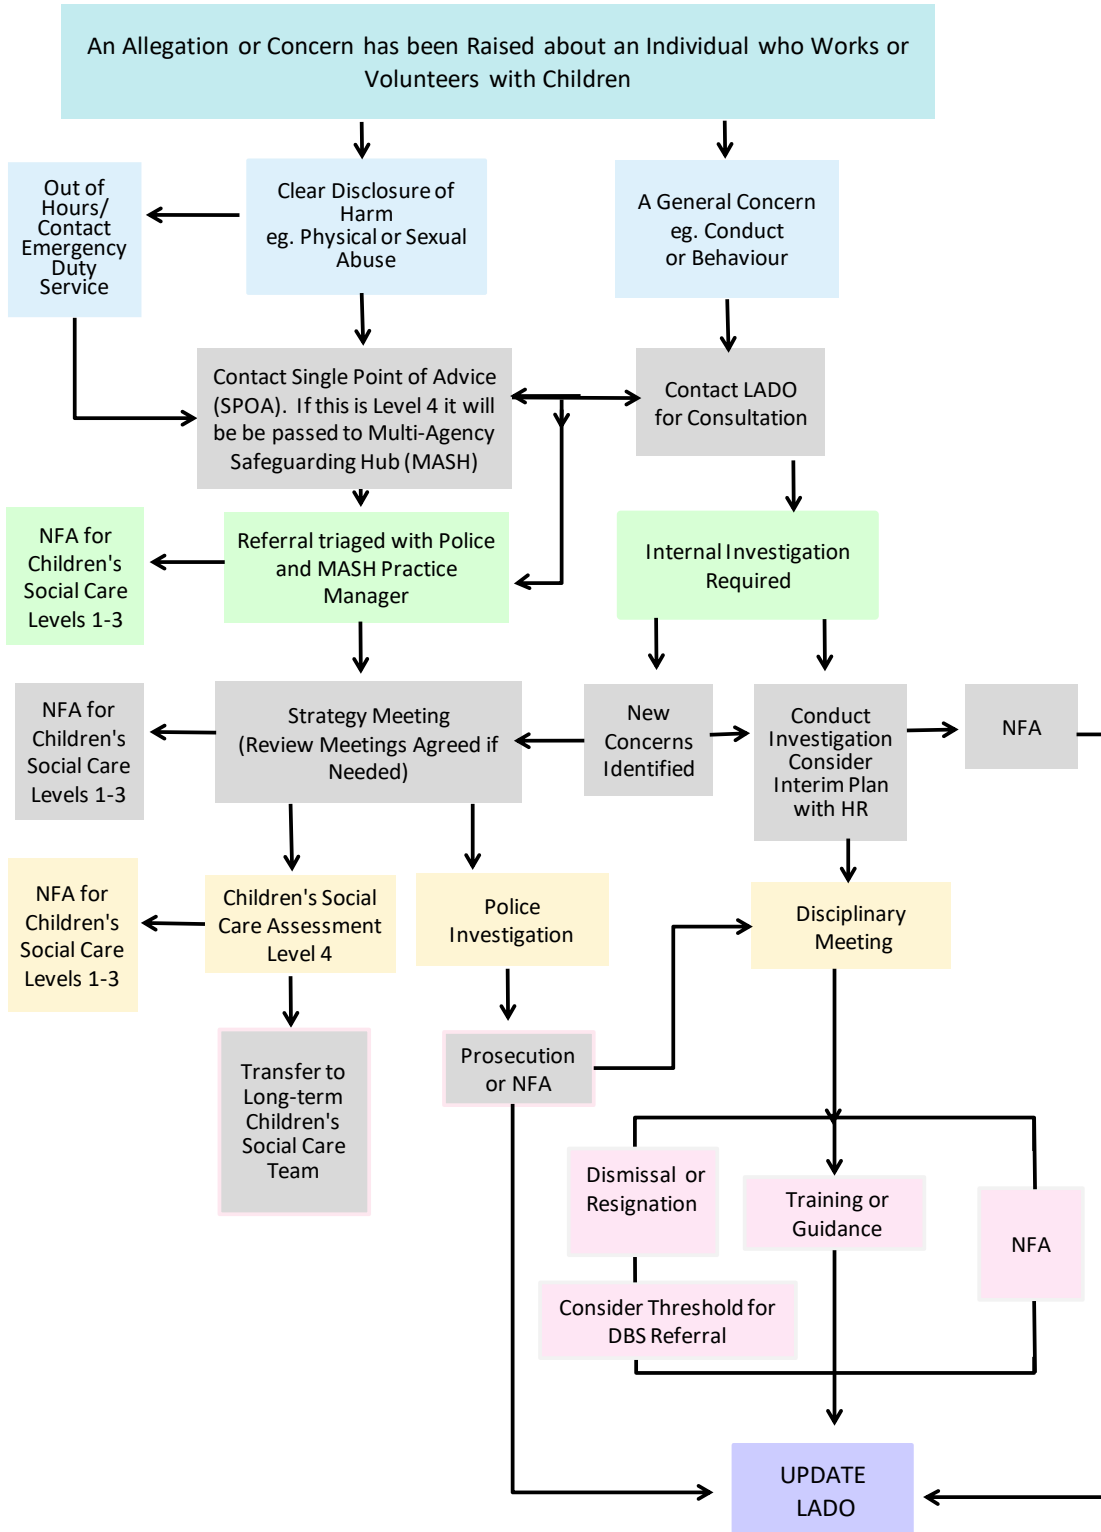 An Allegation or Concern has been Raised about an Individual who Works or
Volunteers with Children
Out of
Hours/
Contact
Emergency
Duty
Service
Clear Disclosure of
Harm
eg. Physical or Sexual
Abuse
A General Concern
eg. Conduct
or Behaviour
Contact Single Point of Advice
(SPOA). If this is Level 4 it will
be be passed to Multi-Agency
Safeguarding Hub (MASH)
Contact LADO
for Consultation
NFA for
Children's
Social Care
Levels 1-3
Referral triaged with Police
and MASH Practice
Manager
Internal Investigation
Required
NFA for
Children's
Social Care
Levels 1-3
Strategy Meeting
(Review Meetings Agreed if
Needed)
New
Concerns
Identified
Conduct
Investigation
Consider
Interim Plan
with HR
NFA
NFA for
Children's
Social Care
Levels 1-3
Children's Social
Care Assessment
Level 4
Police
Investigation
Disciplinary
Meeting
Transfer to
Long-term
Children's
Social Care
Team
Prosecution
or NFA
Dismissal or
Resignation
Training or
Guidance
NFA
Consider Threshold for
DBS Referral
UPDATE
LADO